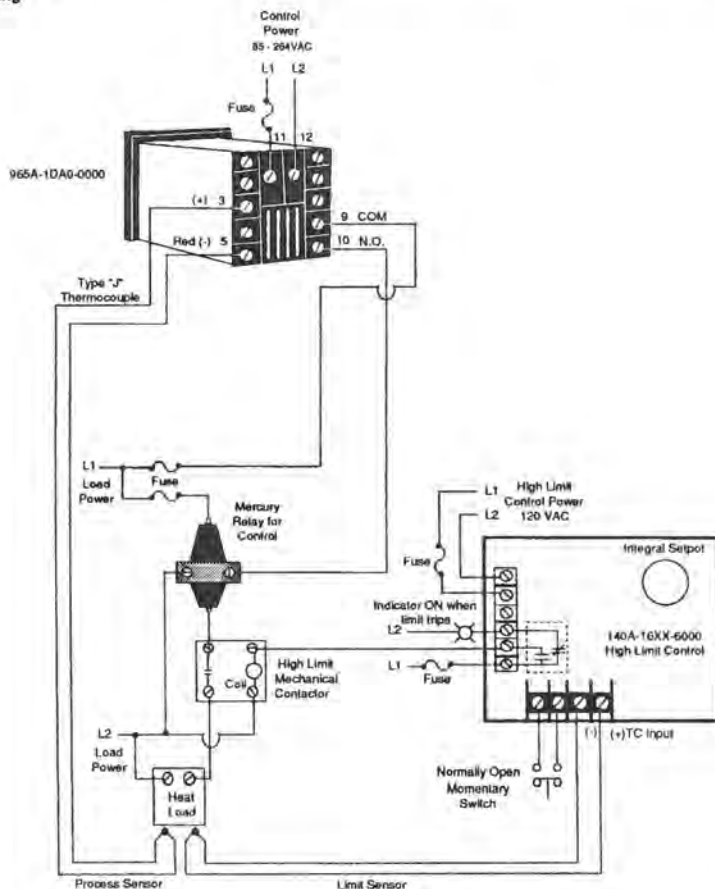 Control
Power
85 - 264VAC
L1 L2
Fuse
11 12
965A-1DA0-0000
(+) 3
9 COM
Red (-) 5
10 N.O.
Type "J"
Thermocouple
L1
Load
Power
Fuse
Mercury
Relay for
Control
L1
High Limit
Control Power
L2 120 VAC
Fuse
Integral Setpot
Indicator ON when
limit trips
L2
140A-16XX-6000
High Limit Control
L1
Fuse
High Limit
Mechanical
Contactor
Coil
(-) (+)TC Input
L2
Load
Power
Normally Open
Momentary
Switch
Heat
Load
Process Sensor
Limit Sensor